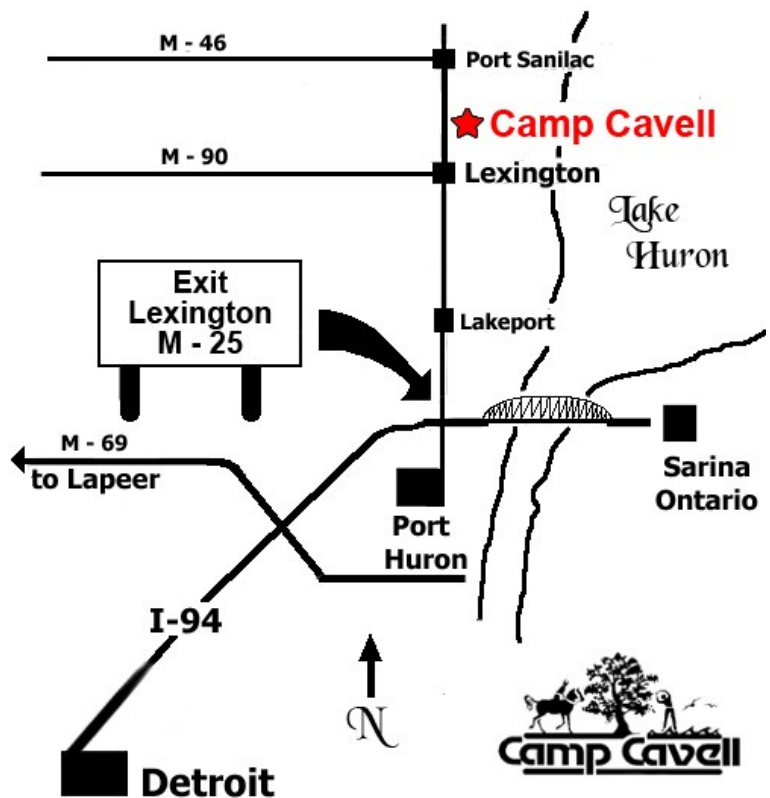 M - 46
Port Sanilac
Camp Cavell
M - 90
Lexington
Lake
Huron
Exit
Lexington
M - 25
Lakeport
M - 69
to Lapeer
Sarina
Ontario
Port
Huron
I-94
N
Detroit
Camp Cavell